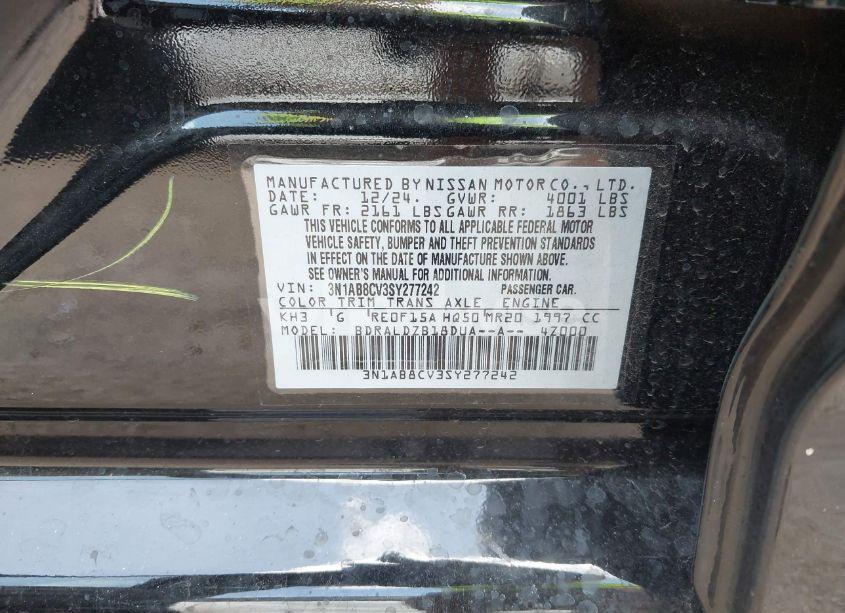 MANUFACTURED BY NISSAN MOTOR CO., LTD.
DATE: 12/24. GVWR: 4001 LBS
GAWR FR: 2161 LBS GAWR RR: 1863 LBS
THIS VEHICLE CONFORMS TO ALL APPLICABLE FEDERAL MOTOR
VEHICLE SAFETY, BUMPER AND THEFT PREVENTION STANDARDS
IN EFFECT ON THE DATE OF MANUFACTURE SHOWN ABOVE.
SEE OWNER'S MANUAL FOR ADDITIONAL INFORMATION.
VIN: 3N1AB8CV3SY277242 PASSENGER CAR.
COLOR TRIM TRANS AXLE ENGINE
KH3 'G 'RE0F15A HQ50 MR20 1997 CC
MODEL: BDRALDZB18DUA--A-- 4Z000
3N1AB8CV3SY277242